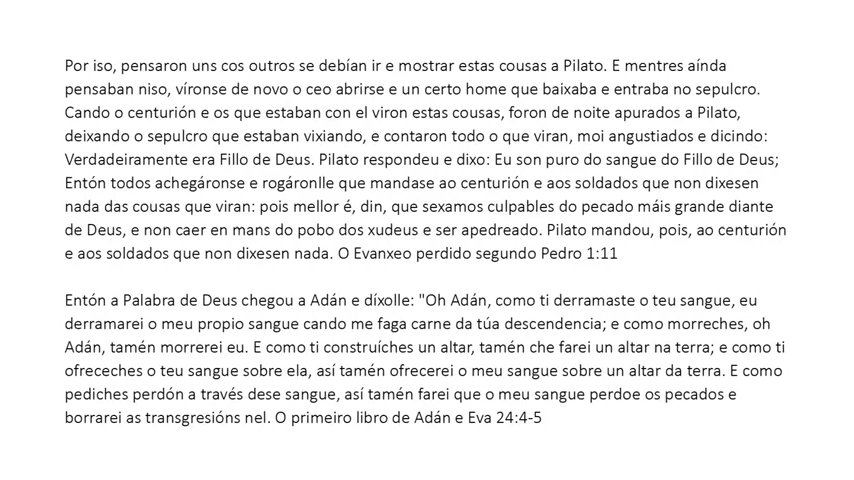 Por iso, pensaron uns cos outros se debían ir e mostrar estas cousas a Pilato. E mentres aínda
pensaban niso, víronse de novo o ceo abrirse e un certo home que baixaba e entraba no sepulcro.
Cando o centurión e os que estaban con el viron estas cousas, foron de noite apurados a Pilato,
deixando o sepulcro que estaban vixiando, e contaron todo o que viran, moi angustiados e dicindo:
Verdadeiramente era Fillo de Deus. Pilato respondeu e dixo: Eu son puro do sangue do Fillo de Deus;
Entón todos achegáronse e rogáronlle que mandase ao centurión e aos soldados que non dixesen
nada das cousas que viran: pois mellor é, din, que sexamos culpables do pecado máis grande diante
de Deus, e non caer en mans do pobo dos xudeus e ser apedreado. Pilato mandou, pois, ao centurión
e aos soldados que non dixesen nada. O Evanxeo perdido segundo Pedro 1:11
Entón a Palabra de Deus chegou a Adán e díxolle: "Oh Adán, como ti derramaste o teu sangue, eu
derramarei o meu propio sangue cando me faga carne da túa descendencia; e como morreches, oh
Adán, tamén morrerei eu. E como ti construíches un altar, tamén che farei un altar na terra; e como ti
ofreceches o teu sangue sobre ela, así tamén ofrecerei o meu sangue sobre un altar da terra. E como
pediches perdón a través dese sangue, así tamén farei que o meu sangue perdoe os pecados e
borrarei as transgresións nel. O primeiro libro de Adán e Eva 24:4-5